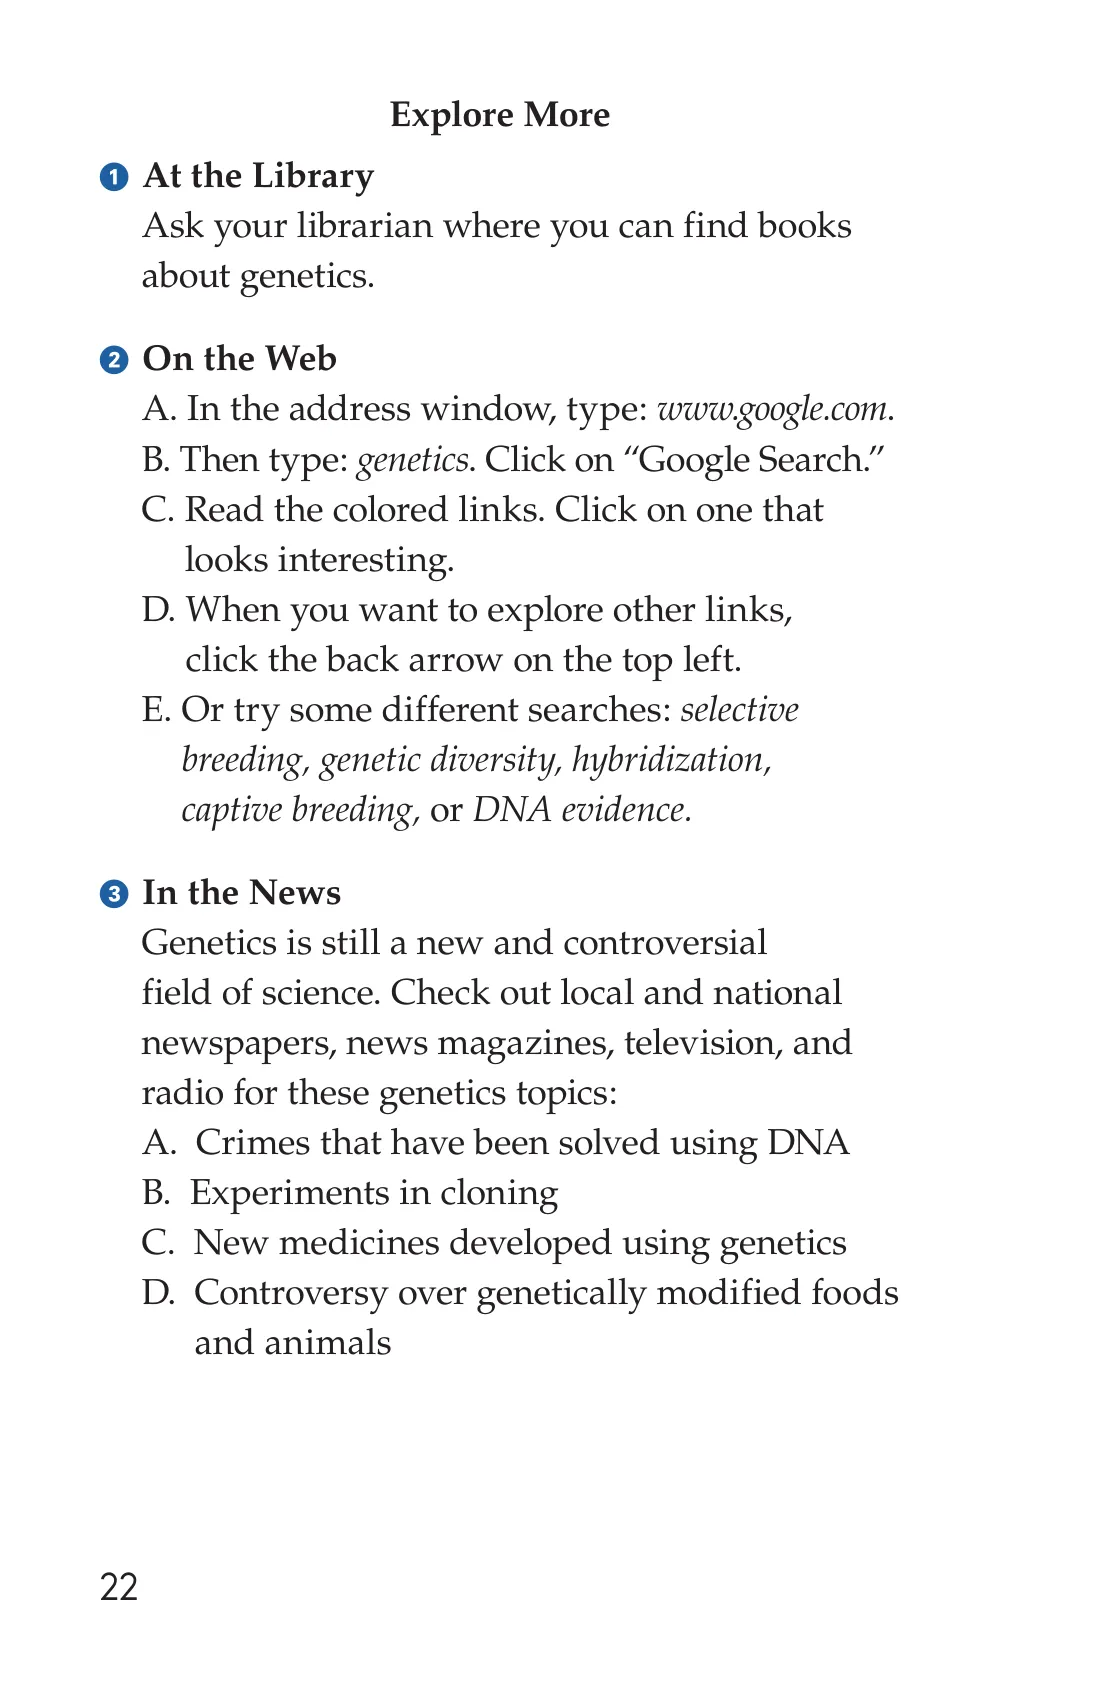 Explore More
1 At the Library
Ask your librarian where you can find books
about genetics.
2 On the Web
A. In the address window, type: www.google.com.
B. Then type: genetics. Click on “Google Search.”
C. Read the colored links. Click on one that
looks interesting.
D. When you want to explore other links,
click the back arrow on the top left.
E. Or try some different searches: selective
breeding, genetic diversity, hybridization,
captive breeding, or DNA evidence.
3 In the News
Genetics is still a new and controversial
field of science. Check out local and national
newspapers, news magazines, television, and
radio for these genetics topics:
A. Crimes that have been solved using DNA
B. Experiments in cloning
C. New medicines developed using genetics
D. Controversy over genetically modified foods
and animals
22